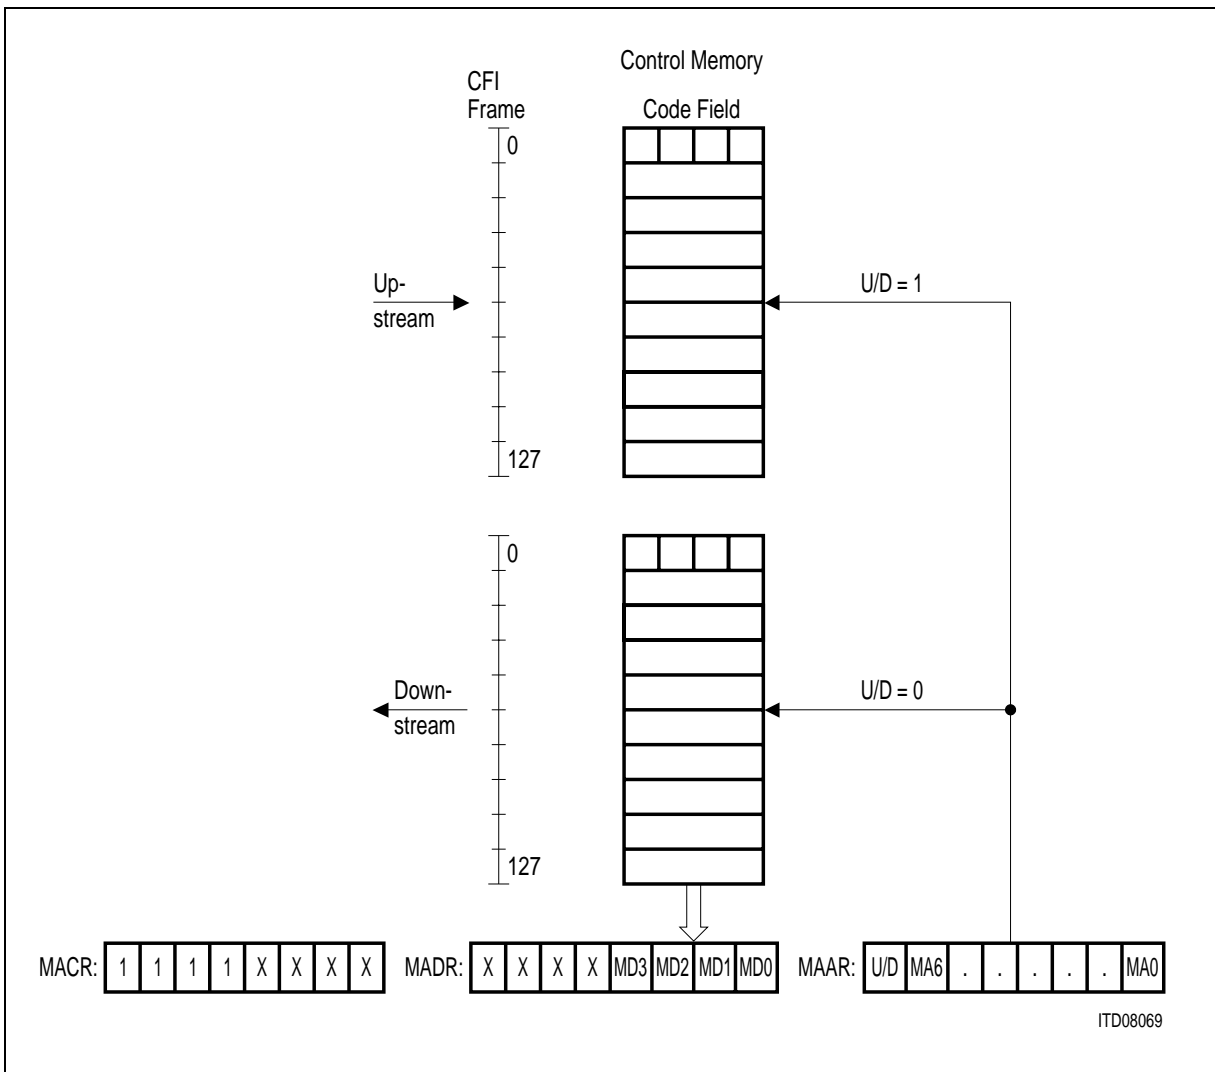 Control Memory
CFI
Frame
Code Field
0
Up-
stream
U/D = 1
127
0
Down-
stream
U/D = 0
127
MACR: 1 1 1 1 X X X X MADR: X X X X MD3 MD2 MD1 MD0 MAAR: U/D MA6 . . . . . MA0
ITD08069